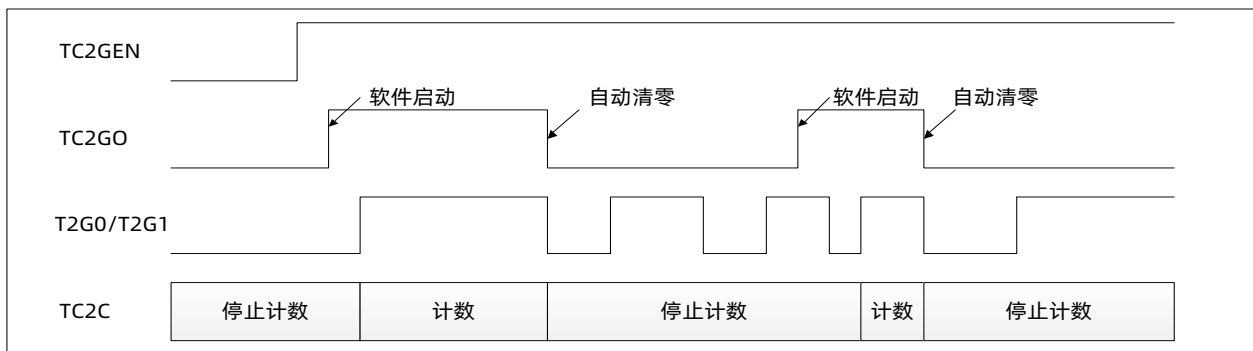 TC2GEN
软件启动 自动清零 软件启动 自动清零
TC2GO
T2G0/T2G1
TC2C 停止计数 计数 停止计数 计数 停止计数